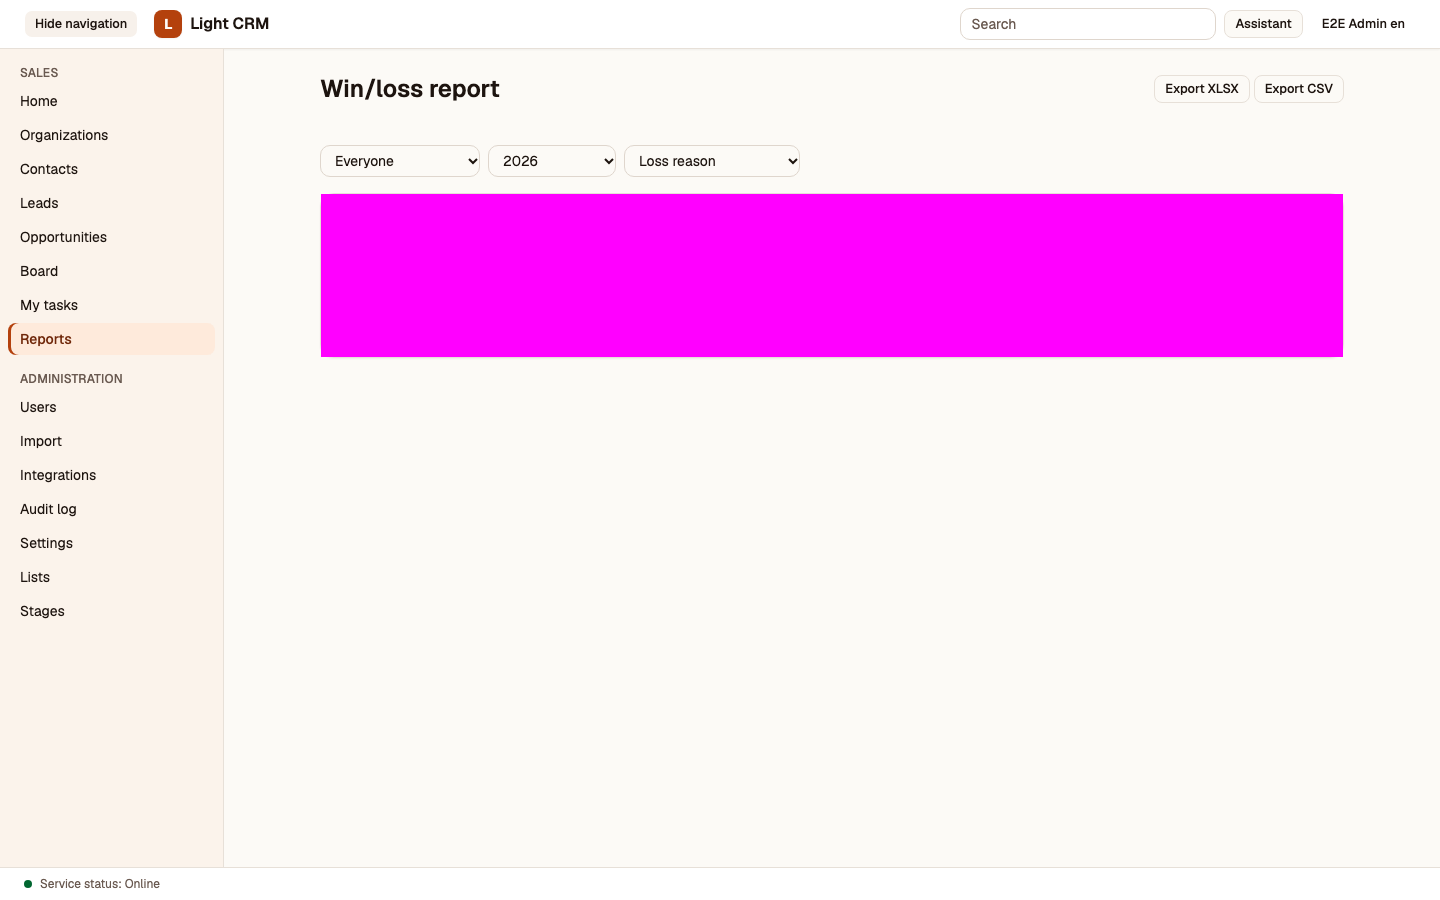 Hide navigation
L
Light CRM
Search
Assistant
E2E Admin en
SALES
Home
Organizations
Contacts
Leads
Opportunities
Board
My tasks
Reports
ADMINISTRATION
Users
Import
Integrations
Audit log
Settings
Lists
Stages
Win/loss report
Export XLSX
Export CSV
Everyone
2026
Loss reason
Service status: Online